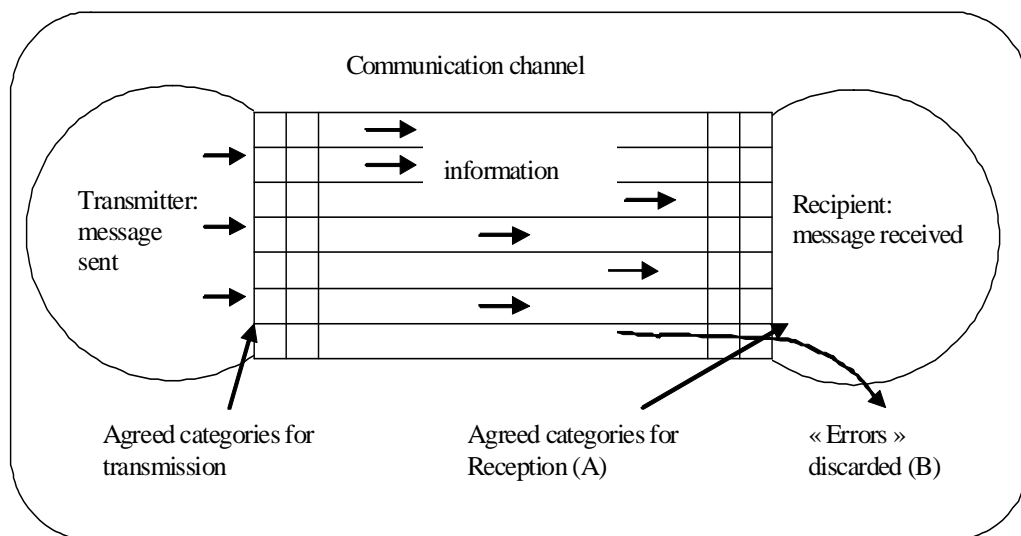 Communication channel
information
Transmitter:
message
sent
Recipient:
message received
Agreed categories for
transmission
Agreed categories for
Reception (A)
« Errors »
discarded (B)